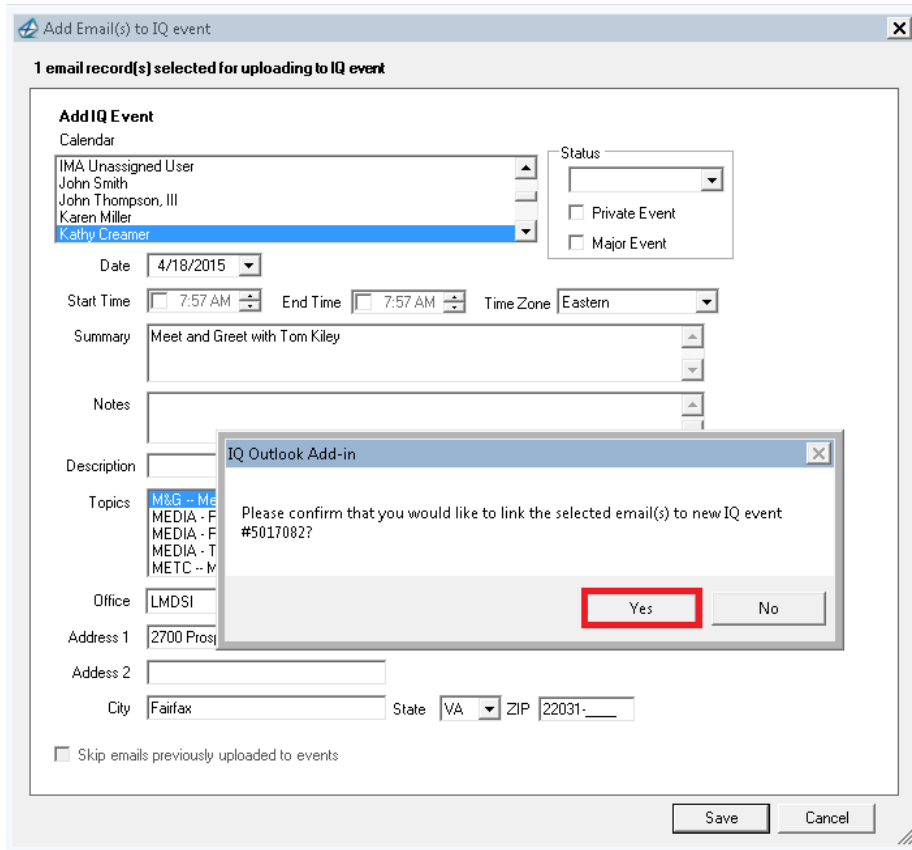 Add Email(s) to IQ event
1 email record(s) selected for uploading to IQ event
Add IQ Event
Calendar
IMA Unassigned User
John Smith
John Thompson, III
Karen Miller
Kathy Creamer
Status
Private Event
Major Event
Date 4/18/2015
Start Time 7:57 AM End Time 7:57 AM Time Zone Eastern
Summary Meet and Greet with Tom Kiley
Notes
Description
Topics M&G -- Me
MEDIA - F
MEDIA - F
MEDIA - T
METC -- M
IQ Outlook Add-in
Please confirm that you would like to link the selected email(s) to new IQ event
#5017082?
Yes No
Office LMDSI
Address 1 2700 Prosp
Addess 2
City Fairfax State VA ZIP 22031-____
Skip emails previously uploaded to events
Save Cancel